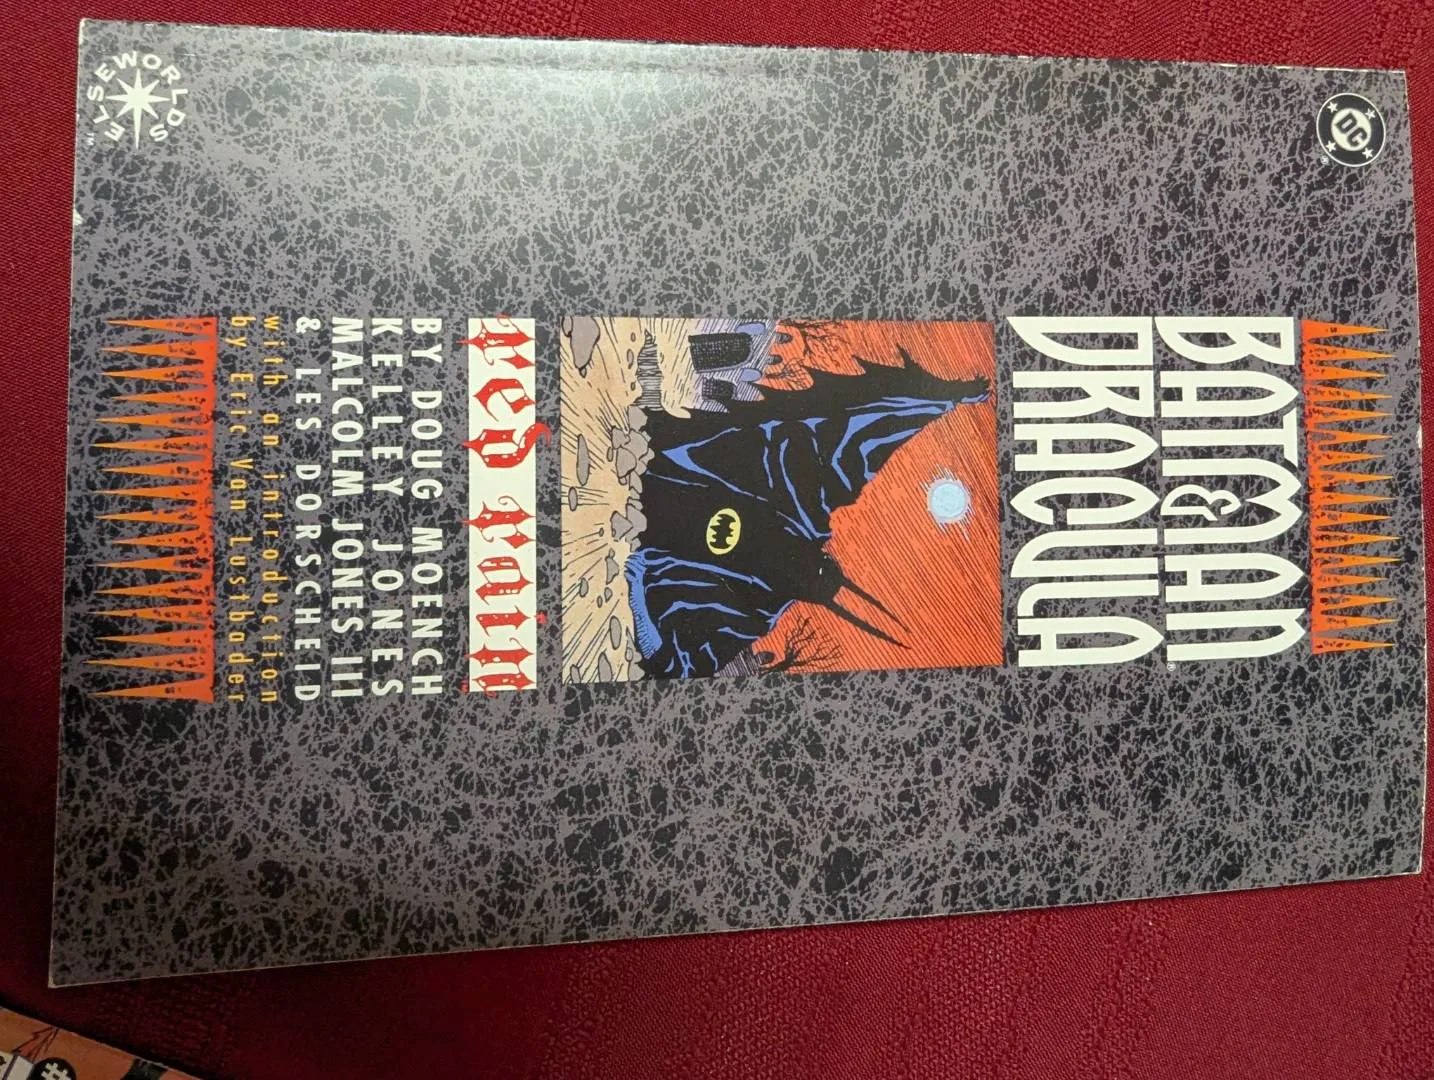 DC
BATMAN
&
DRACULA
red rain
BY DOUG MOENCH
KELLEY JONES
MALCOLM JONES III
& LES DORSCHEID
with an introduction
by Eric Van Lustbader
ELSEWORLDS
#